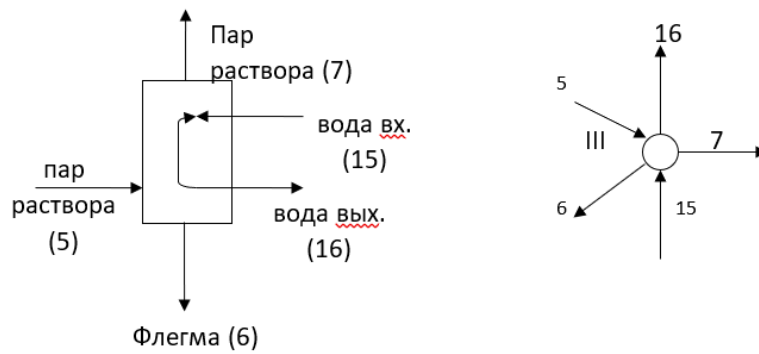 Пар
раствора (7)
вода вх.
(15)
пар
раствора
(5)
вода вых.
(16)
Флегма (6)
16
5
III
7
6
15